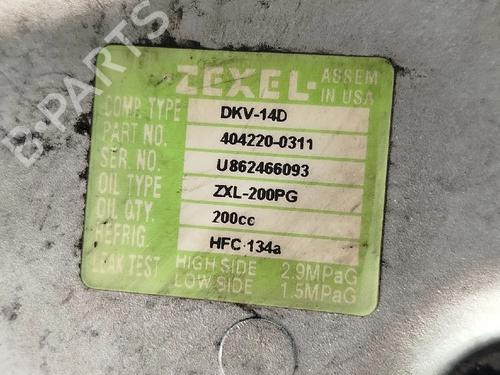 ZEXEL
ASSEM
IN USA
COMP. TYPE DKV-14D
PART NO. 404220-0311
SER NO. U862466093
OIL TYPE ZXL-200PG
OIL QTY. 200cc
REFRIG. HFC-134a
LEAK TEST HIGH SIDE 2.9MPaG
LOW SIDE 1.5MPaG
B-PARTS